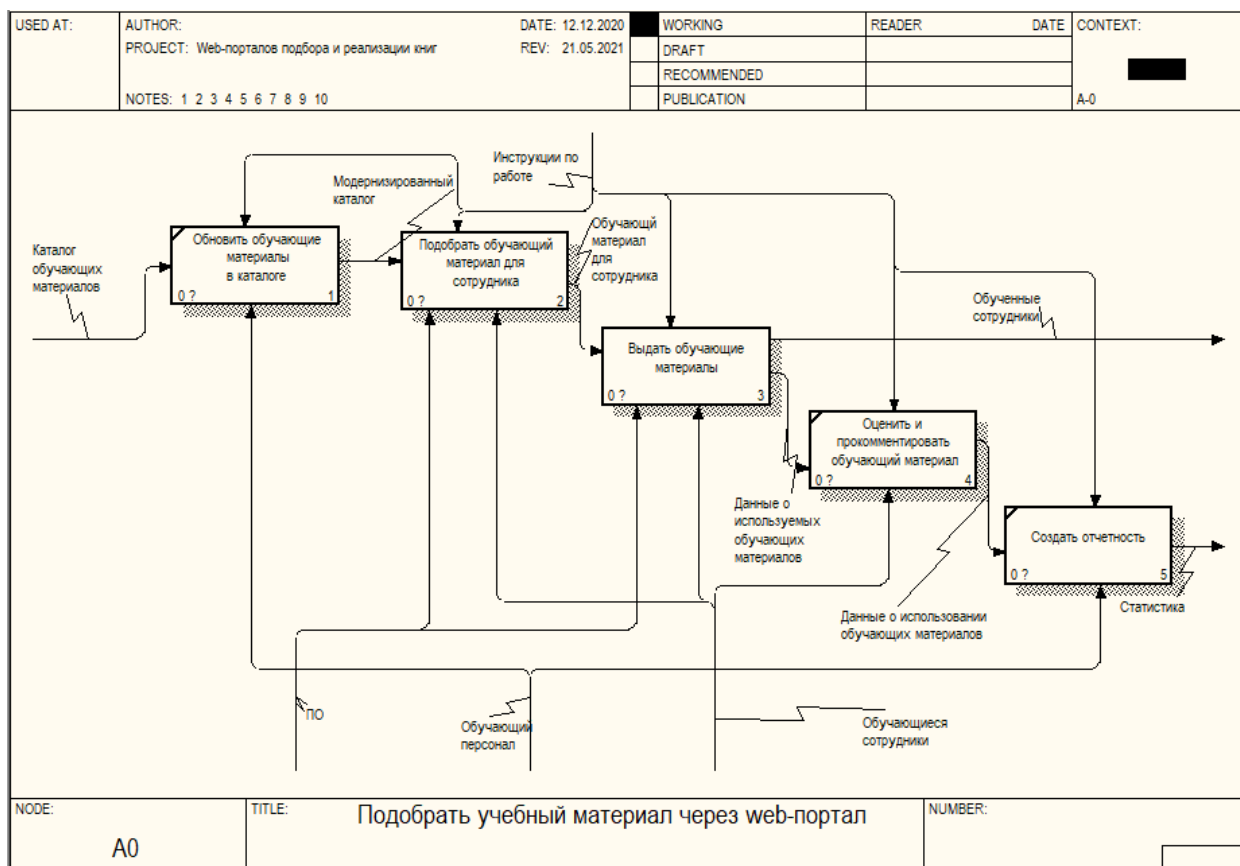 USED AT:
AUTHOR:
DATE: 12.12.2020
PROJECT: Web-порталов подбора и реализации книг
REV: 21.05.2021
NOTES: 1 2 3 4 5 6 7 8 9 10
WORKING
DRAFT
RECOMMENDED
PUBLICATION
READER
DATE
CONTEXT:
A-0
Инструкции по
работе
Модернизированный
каталог
Каталог
обучающих
материалов
Обновить обучающие
материалы
в каталоге
0 ?
1
Подобрать обучающий
материал для
сотрудника
0 ?
2
Обучающй
материал
для
сотрудника
Выдать обучающие
материалы
0 ?
3
Обученные
сотрудники
Оценить и
прокомментировать
обучающий материал
0 ?
4
Данные о
используемых
обучающих
материалов
Создать отчетность
0 ?
5
Статистика
Данные о использовании
обучающих материалов
ПО
Обучающий
персонал
Обучающиеся
сотрудники
NODE:
A0
TITLE:
Подобрать учебный материал через web-портал
NUMBER: